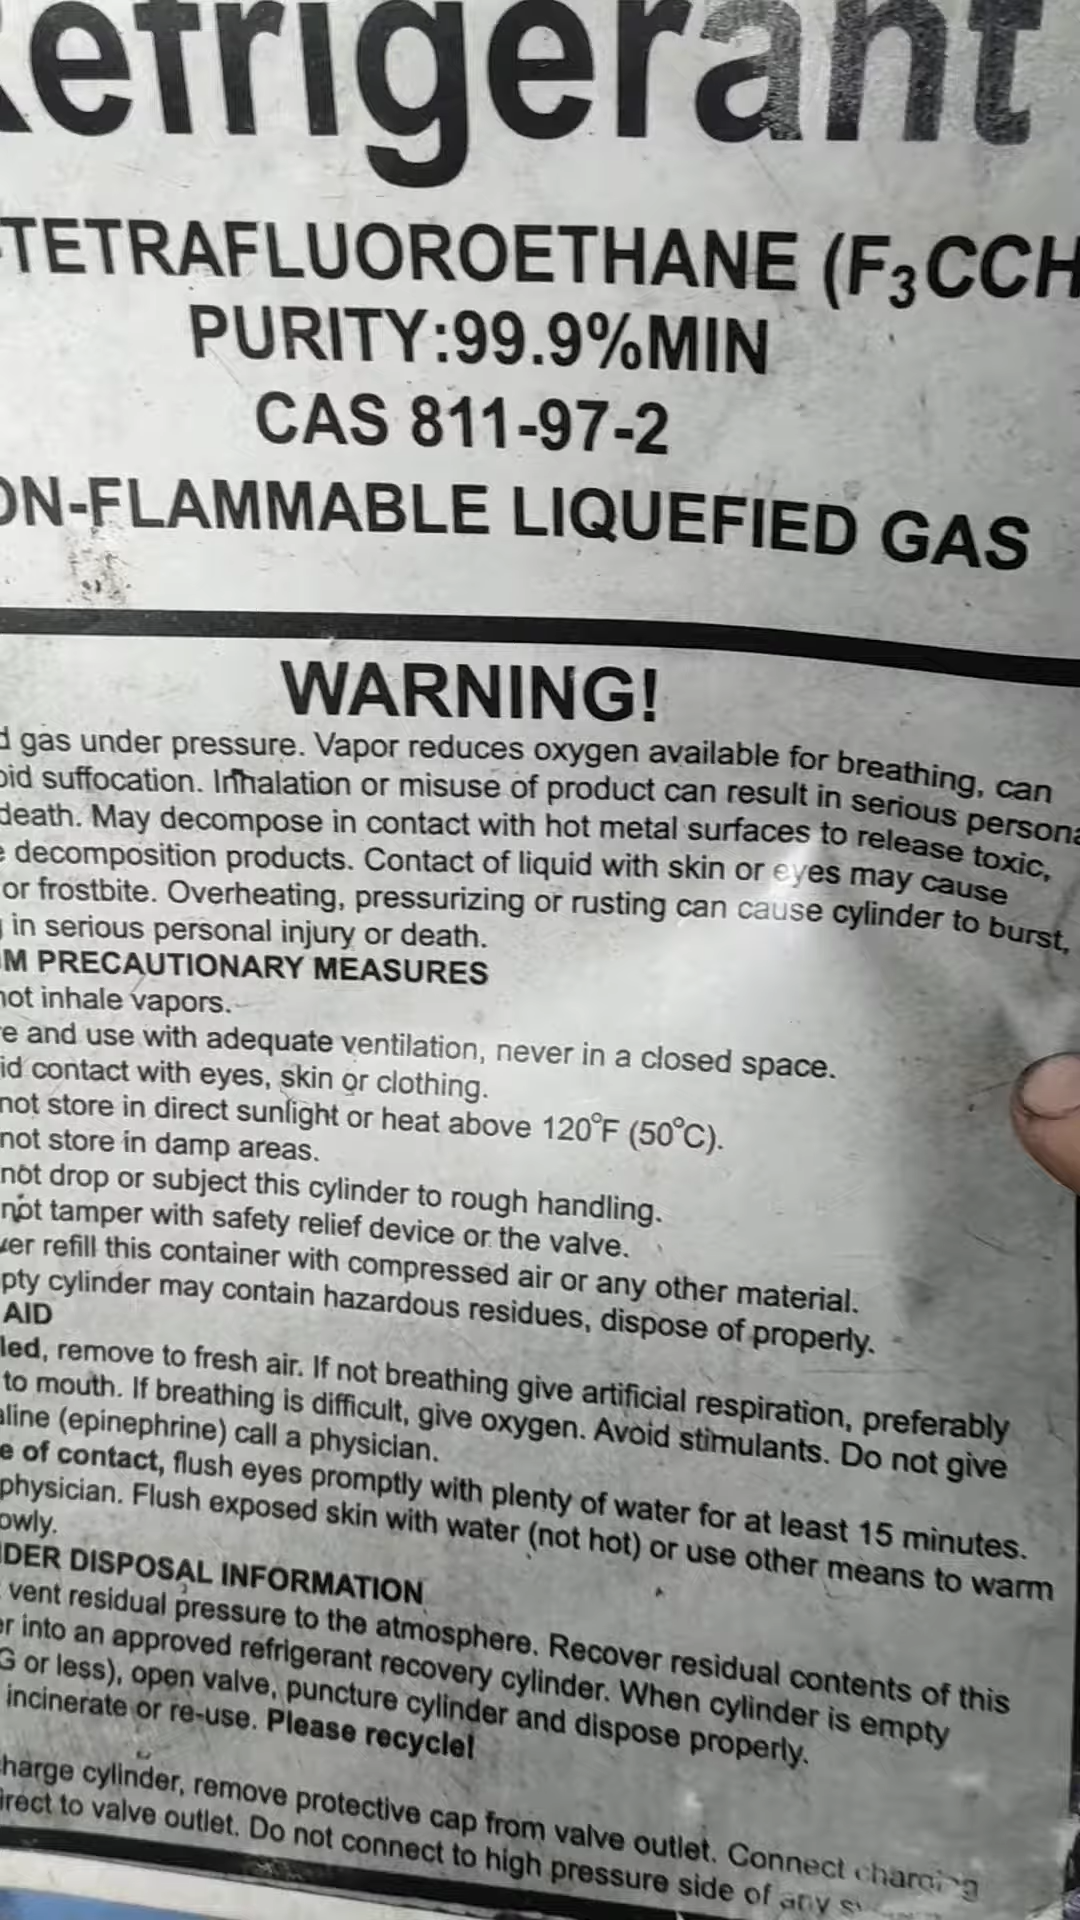 efrigerant
-TETRAFLUOROETHANE (F₃CCH
PURITY:99.9%MIN
CAS 811-97-2
ON-FLAMMABLE LIQUEFIED GAS
WARNING!
d gas under pressure. Vapor reduces oxygen available for breathing, can
oid suffocation. Inhalation or misuse of product can result in serious persona
death. May decompose in contact with hot metal surfaces to release toxic,
e decomposition products. Contact of liquid with skin or eyes may cause
or frostbite. Overheating, pressurizing or rusting can cause cylinder to burst,
g in serious personal injury or death.
M PRECAUTIONARY MEASURES
not inhale vapors.
re and use with adequate ventilation, never in a closed space.
id contact with eyes, skin or clothing.
not store in direct sunlight or heat above 120°F (50°C).
not store in damp areas.
not drop or subject this cylinder to rough handling.
not tamper with safety relief device or the valve.
ver refill this container with compressed air or any other material.
pty cylinder may contain hazardous residues, dispose of properly.
AID
led, remove to fresh air. If not breathing give artificial respiration, preferably
to mouth. If breathing is difficult, give oxygen. Avoid stimulants. Do not give
aline (epinephrine) call a physician.
e of contact, flush eyes promptly with plenty of water for at least 15 minutes.
physician. Flush exposed skin with water (not hot) or use other means to warm
owly.
DER DISPOSAL INFORMATION
vent residual pressure to the atmosphere. Recover residual contents of this
er into an approved refrigerant recovery cylinder. When cylinder is empty
G or less), open valve, puncture cylinder and dispose properly.
incinerate or re-use. Please recycle!
harge cylinder, remove protective cap from valve outlet. Connect charging
irect to valve outlet. Do not connect to high pressure side of any